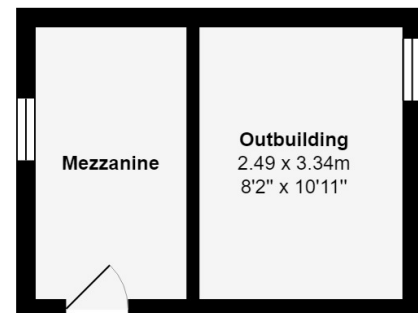 Mezzanine
Outbuilding
2.49 x 3.34m
8'2" x 10'11"